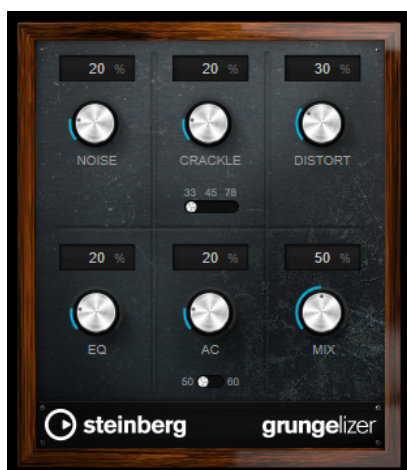 20 % 20 % 30 %
NOISE CRACKLE DISTORT
33 45 78
20 % 20 % 50 %
EQ AC MIX
50 60
steinberg grungelizer